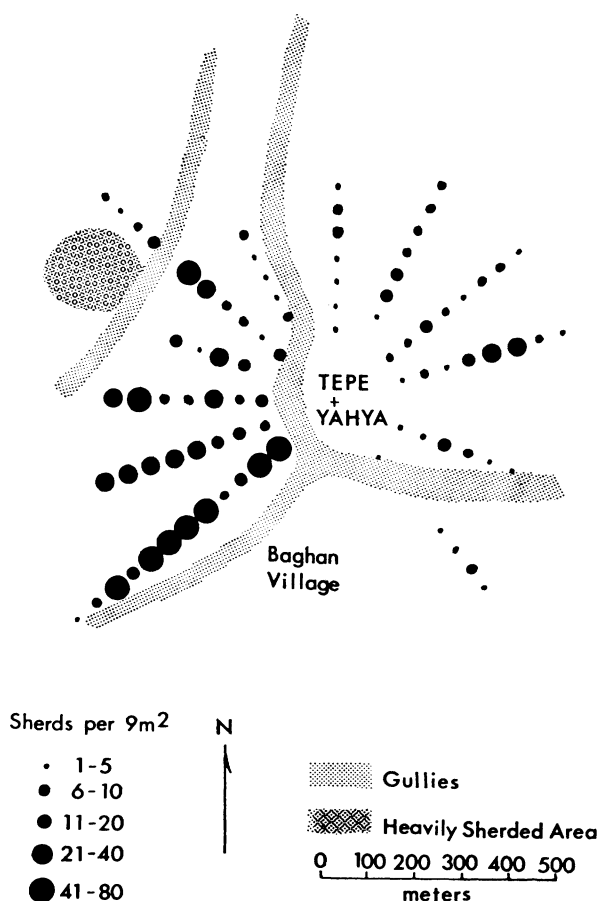 TEPE
+
YAHYA
Baghan
Village
Sherds per 9m2
1-5
6-10
11-20
21-40
41-80
N
Gullies
Heavily Sherded Area
0 100 200 300 400 500
meters